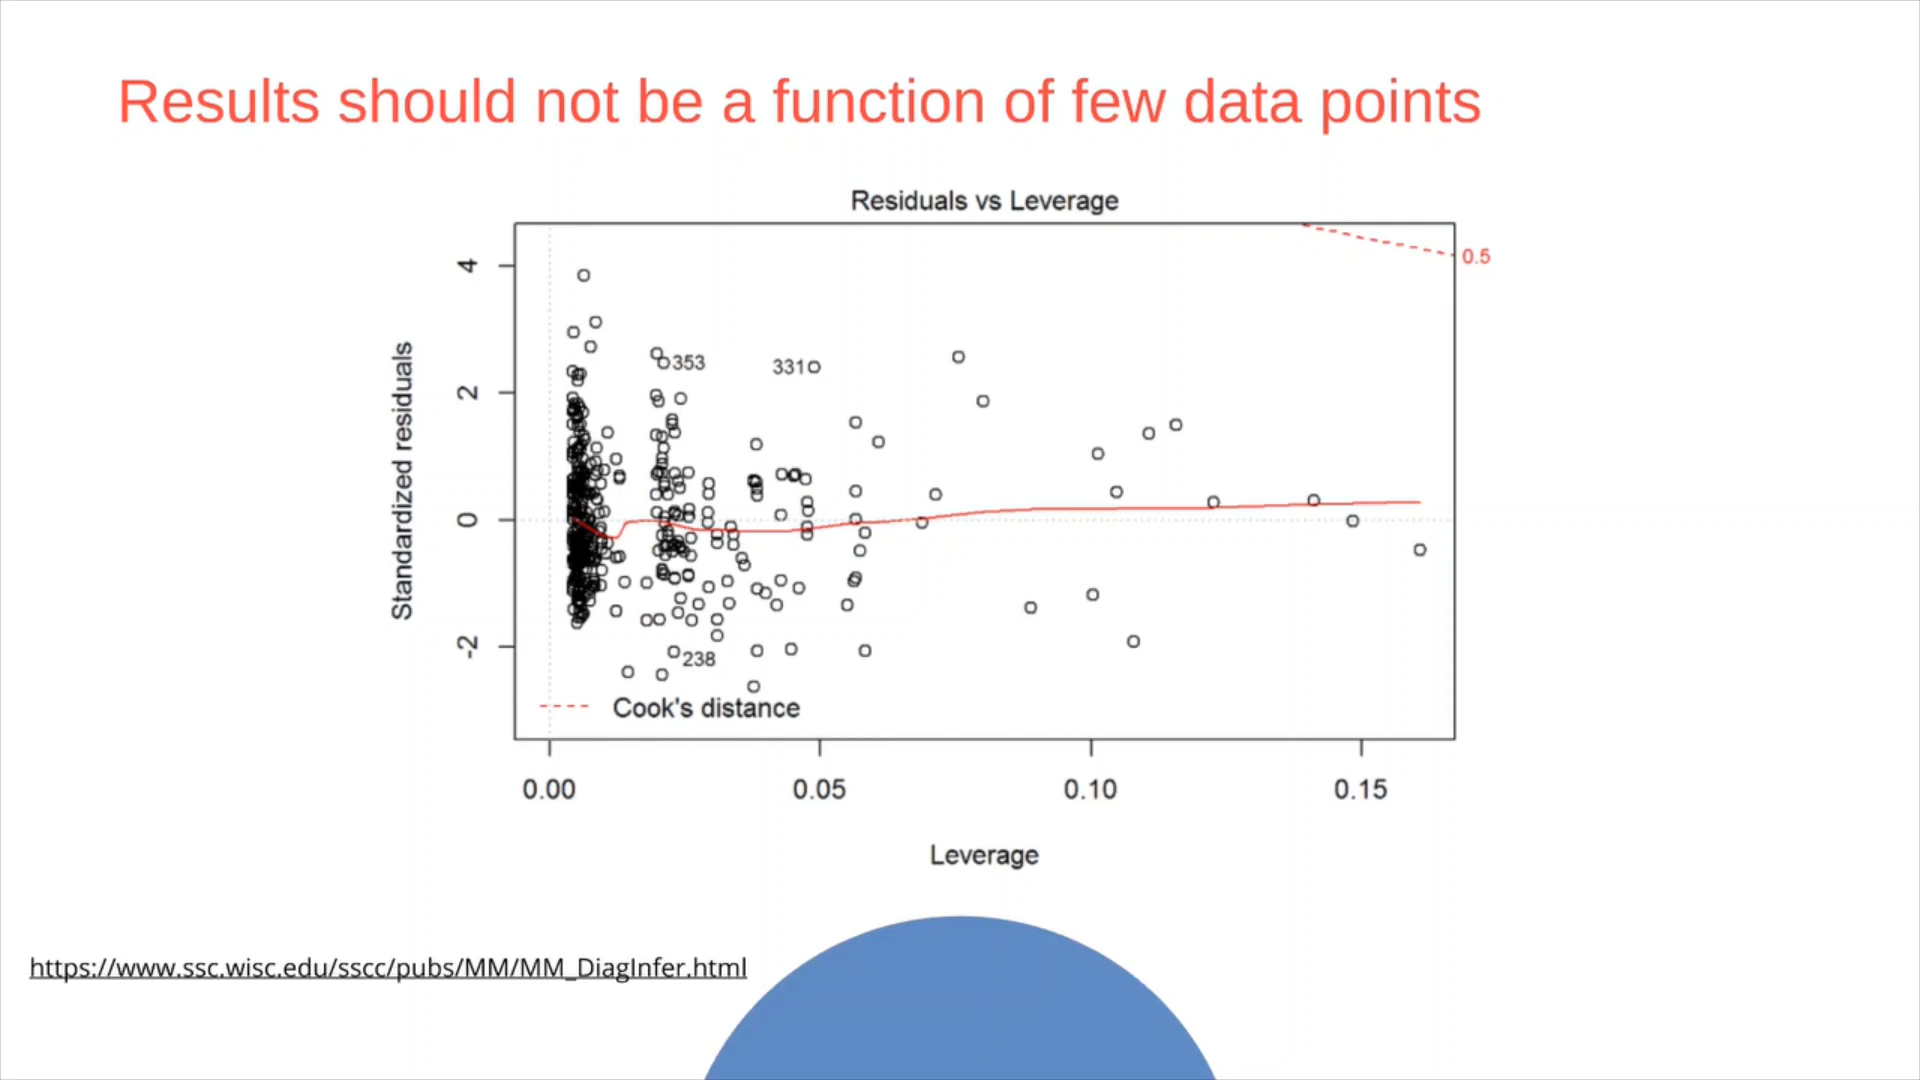 Results should not be a function of few data points
Residuals vs Leverage
4
2
0
-2
Standardized residuals
0.5
353
331
238
Cook's distance
0.00 0.05 0.10 0.15
Leverage
https://www.ssc.wisc.edu/sscc/pubs/MM/MM_DiagInfer.html